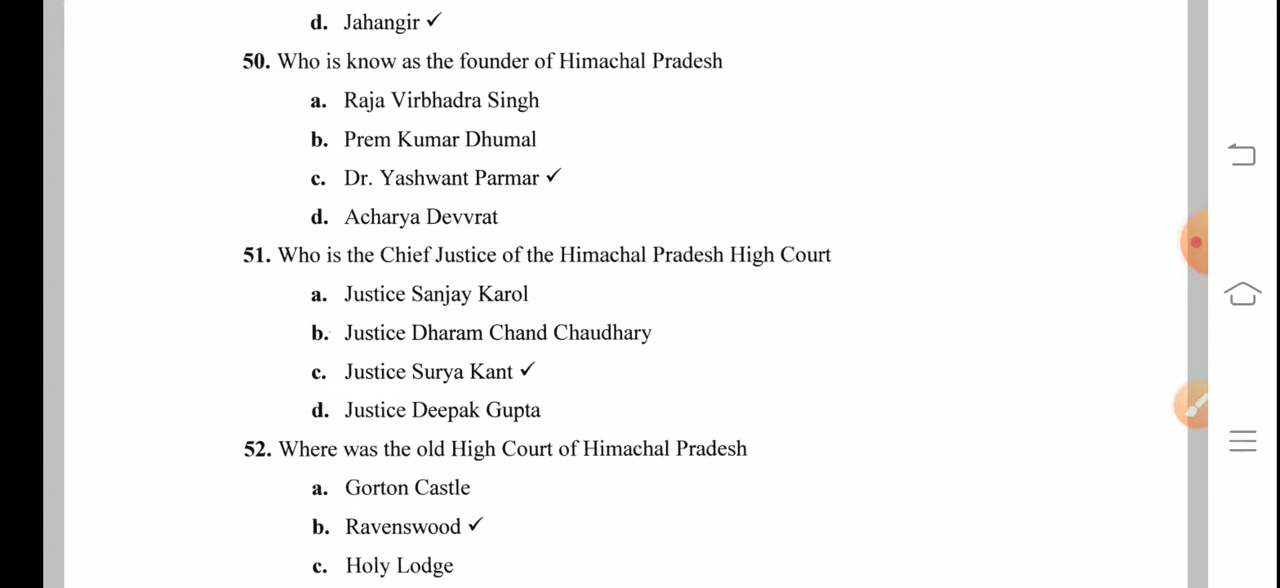 d. Jahangir ✓
50. Who is know as the founder of Himachal Pradesh
a. Raja Virbhadra Singh
b. Prem Kumar Dhumal
c. Dr. Yashwant Parmar ✓
d. Acharya Devvrat
51. Who is the Chief Justice of the Himachal Pradesh High Court
a. Justice Sanjay Karol
b. Justice Dharam Chand Chaudhary
c. Justice Surya Kant ✓
d. Justice Deepak Gupta
52. Where was the old High Court of Himachal Pradesh
a. Gorton Castle
b. Ravenswood ✓
c. Holy Lodge